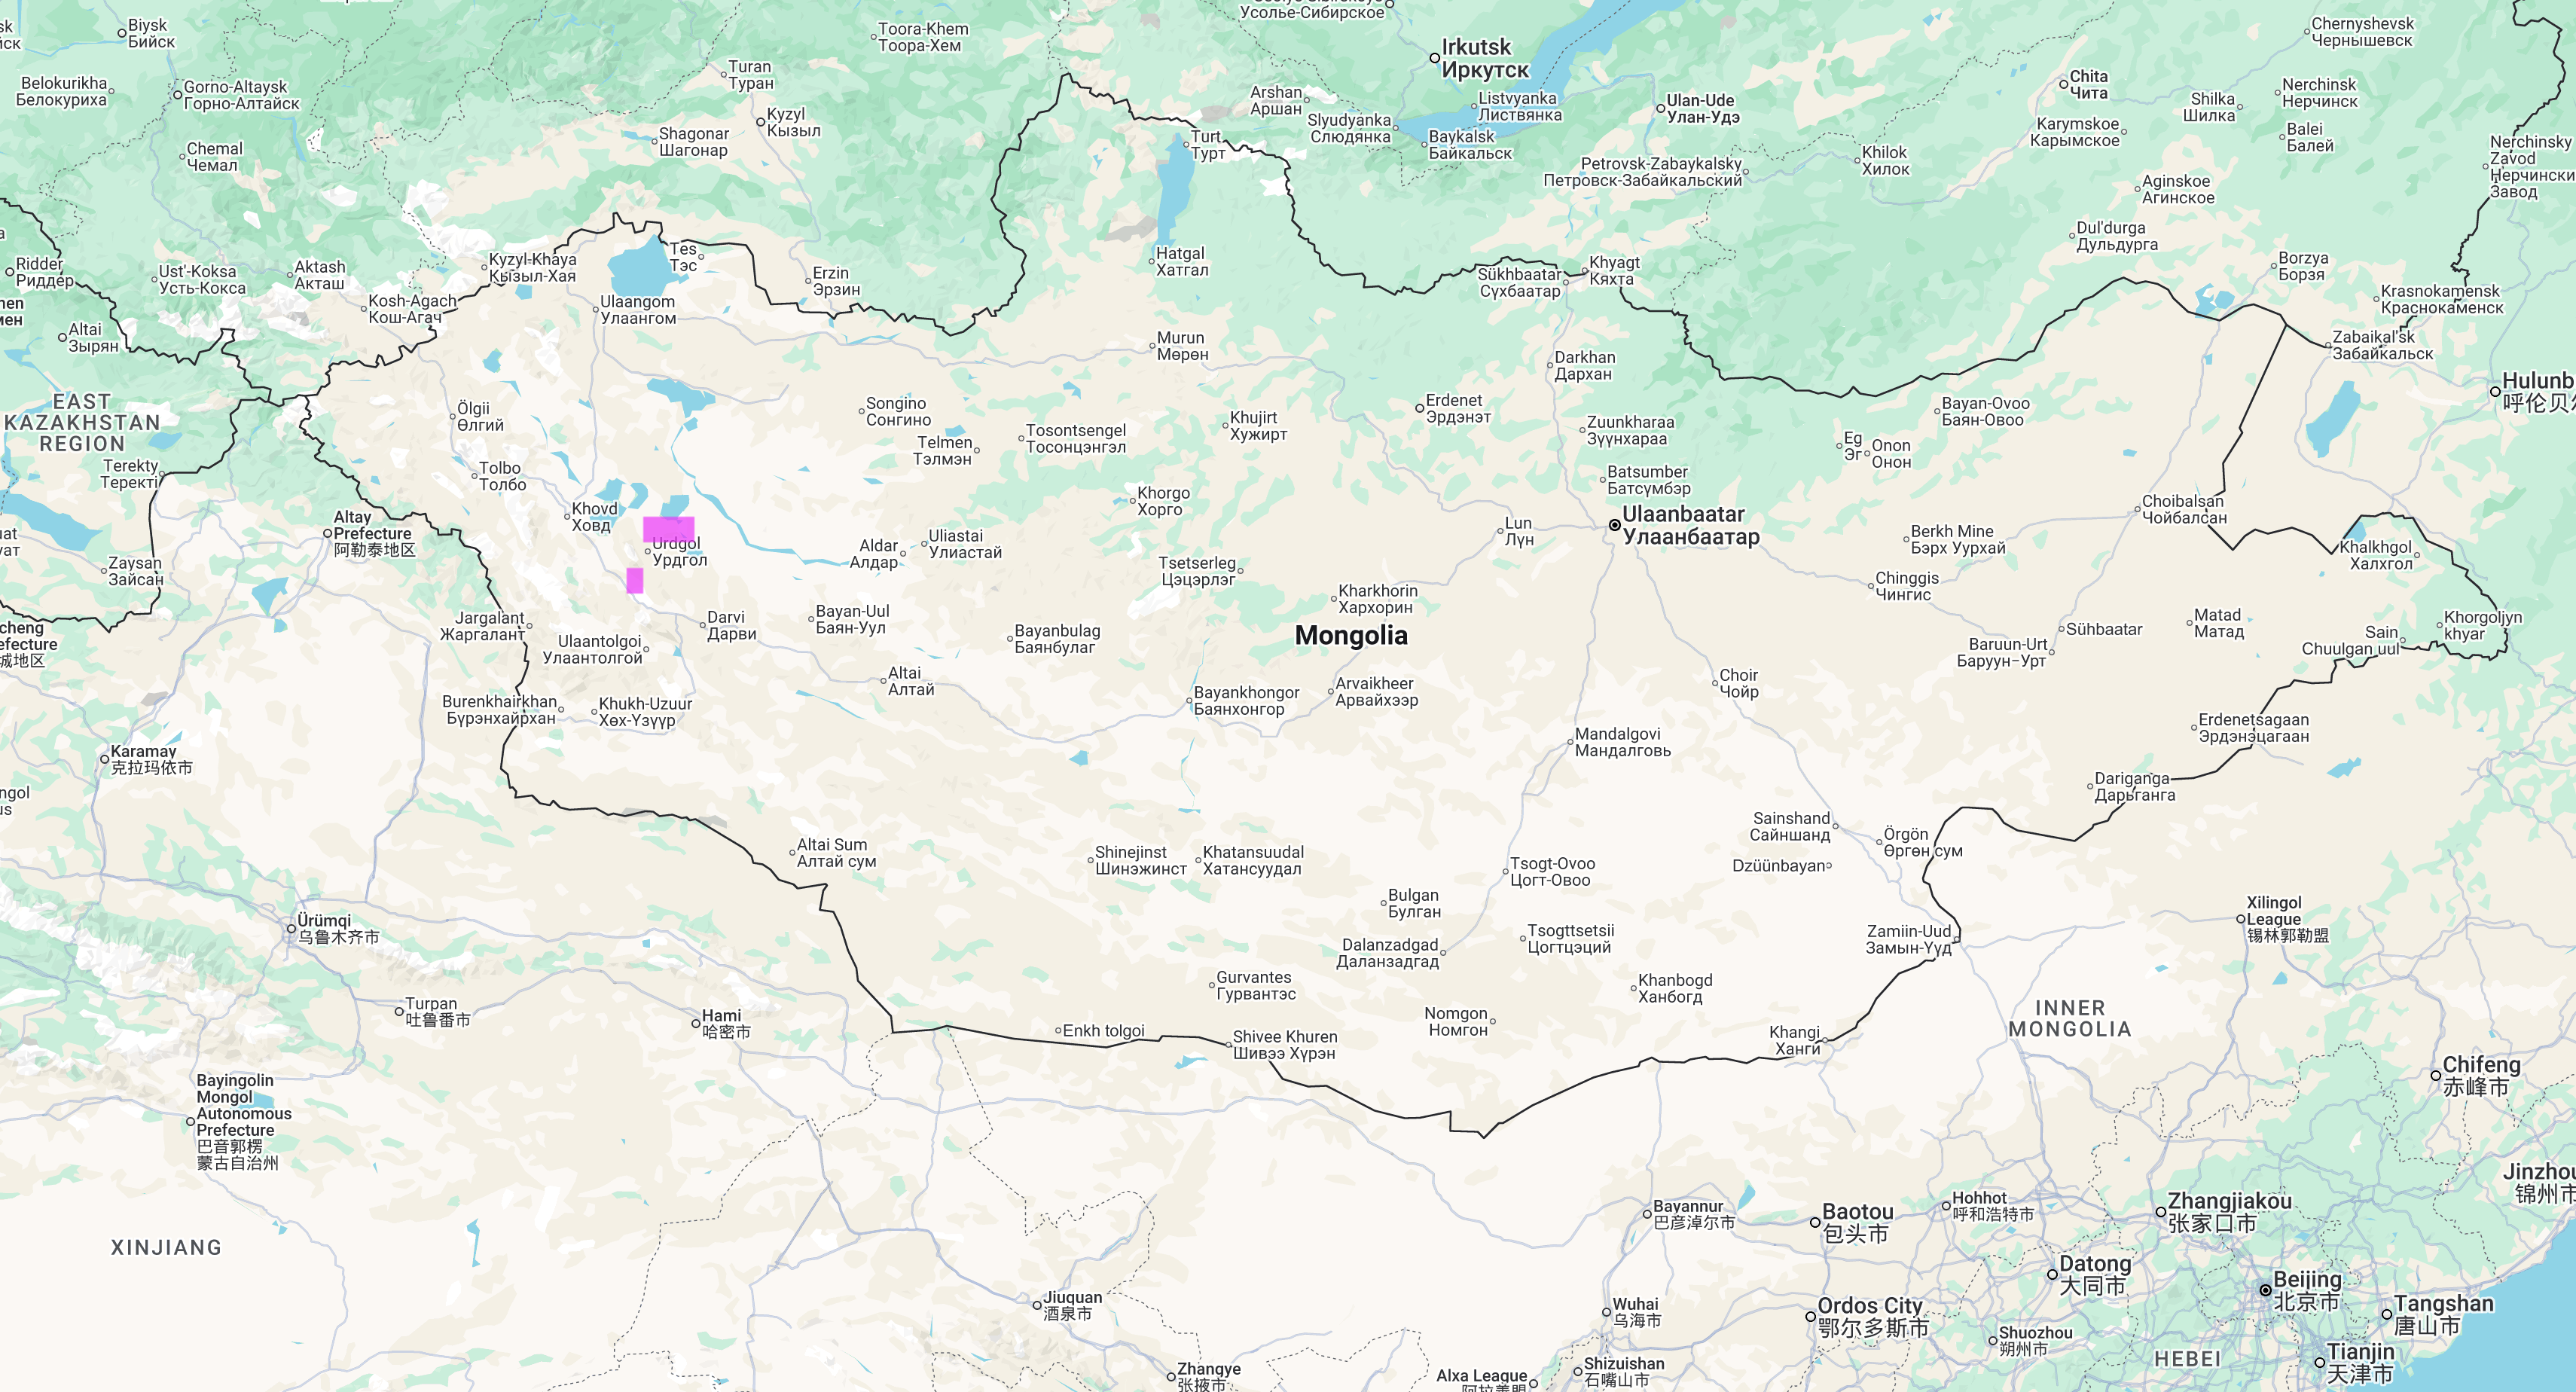 Biysk
Бийск
Toora-Khem
Тоора-Хем
Усолье-Сибирское
Irkutsk
Иркутск
Chernyshevsk
Чернышевск
Belokurikha
Белокуриха
Gorno-Altaysk
Горно-Алтайск
Turan
Туран
Arshan
Аршан
Listvyanka
Листвянка
Ulan-Ude
Улан-Удэ
Chita
Чита
Shilka
Шилка
Nerchinsk
Нерчинск
Kyzyl
Кызыл
Slyudyanka
Слюдянка
Baykalsk
Байкальск
Karymskoe
Карымское
Balei
Балей
Chemal
Чемал
Shagonar
Шагонар
Turt
Турт
Petrovsk-Zabaykalsky
Петровск-Забайкальский
Khilok
Хилок
Aginskoe
Агинское
Nerchinsky
Zavod
Нерчински
Завод
Ridder
Риддер
Ust'-Koksa
Усть-Кокса
Aktash
Акташ
Kyzyl-Khaya
Кызыл-Хая
Tes
Тэс
Erzin
Эрзин
Hatgal
Хатгал
Sükhbaatar
Сүхбаатар
Khyagt
Кяхта
Dul'durga
Дульдурга
Borzya
Борзя
Kosh-Agach
Кош-Агач
Ulaangom
Улаангом
Krasnokamensk
Краснокаменск
Altai
Зырян
Murun
Мөрөн
Darkhan
Дархан
Zabaikal'sk
Забайкальск
EAST
KAZAKHSTAN
REGION
Ölgii
Өлгий
Songino
Сонгино
Telmen
Тэлмэн
Tosontsengel
Тосонцэнгэл
Khujirt
Хужирт
Erdenet
Эрдэнэт
Zuunkharaa
Зүүнхараа
Bayan-Ovoo
Баян-Овоо
Eg
Эг
Onon
Онон
Hulunb
Terekty
Теректі
Tolbo
Толбо
Khorgo
Хорго
Batsumber
Батсүмбэр
Altay
Prefecture
阿勒泰地区
Khovd
Ховд
Urdgol
Урдгол
Aldar
Алдар
Uliastai
Улиастай
Lun
Лүн
Ulaanbaatar
Улаанбаатар
Berkh Mine
Бэрх Уурхай
Choibalsan
Чойбалсан
Khalkhgol
Халхгол
Zaysan
Зайсан
Tsetserleg
Цэцэрлэг
Kharkhorin
Хархорин
Chinggis
Чингис
Jargalant
Жаргалант
Darvi
Дарви
Bayan-Uul
Баян-Уул
Bayanbulag
Баянбулаг
Mongolia
Baruun-Urt
Баруун-Урт
Sühbaatar
Matad
Матад
Khorgoljyn
khyar
Sain
Chuulgan uul
Ulaantolgoi
Улаантолгой
Altai
Алтай
Bayankhongor
Баянхонгор
Arvaikheer
Арвайхээр
Choir
Чойр
Burenkhairkhan
Бүрэнхайрхан
Khukh-Uzuur
Хөх-Үзүүр
Karamay
克拉玛依市
Mandalgovi
Мандалговь
Erdenetsagaan
Эрдэнэцагаан
Dariganga
Дарьганга
Altai Sum
Алтай сум
Shinejinst
Шинэжинст
Khatansuudal
Хатансуудал
Tsogt-Ovoo
Цогт-Овоо
Sainshand
Сайншанд
Dzüünbayan
Örgön
Өргөн сум
Ürümqi
乌鲁木齐市
Bulgan
Булган
Dalanzadgad
Даланзадгад
Tsogttsetsii
Цогтцэций
Zamiin-Uud
Замын-Үүд
Xilingol
League
锡林郭勒盟
Turpan
吐鲁番市
Hami
哈密市
Gurvantes
Гурвантэс
Khanbogd
Ханбогд
Enkh tolgoi
Shivee Khuren
Шивээ Хүрэн
Nomgon
Номгон
Khangi
Ханги
INNER
MONGOLIA
Bayingolin
Mongol
Autonomous
Prefecture
巴音郭楞
蒙古自治州
Chifeng
赤峰市
XINJIANG
Bayannur
巴彦淖尔市
Baotou
包头市
Hohhot
呼和浩特市
Zhangjiakou
张家口市
Jinzhou
锦州市
Jiuquan
酒泉市
Wuhai
乌海市
Ordos City
鄂尔多斯市
Datong
大同市
Beijing
北京市
Tangshan
唐山市
Shuozhou
朔州市
HEBEI
Tianjin
天津市
Zhangye
张掖市
Alxa League
Shizuishan
石嘴山市